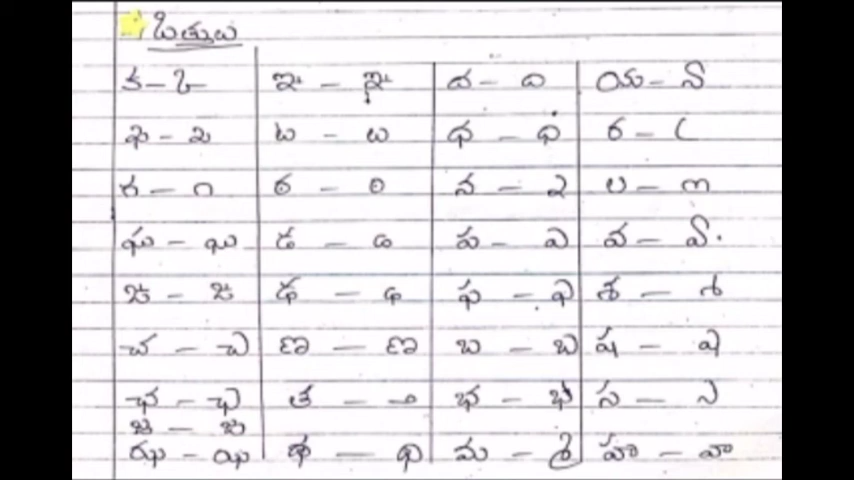 ఒత్తులు
క - ్క ఞ - ్ఞ ద - ్ద య - ్య
ఖ - ్ఖ ట - ్ట ధ - ్ధ ర - ్ర
గ - ్గ ఠ - ్ఠ న - ్న ల - ్ల
ఘ - ్ఘ డ - ్డ ప - ్ప వ - ్వ
ఙ - ్ఙ ఢ - ్ఢ ఫ - ్ఫ శ - ్శ
చ - ్చ ణ - ్ణ బ - ్బ ష - ్ష
ఛ - ్ఛ త - ్త భ - ్భ స - ్స
జ - ్జ
ఝ - ్ఝ థ - ్థ మ - ్మ హ - ్హ